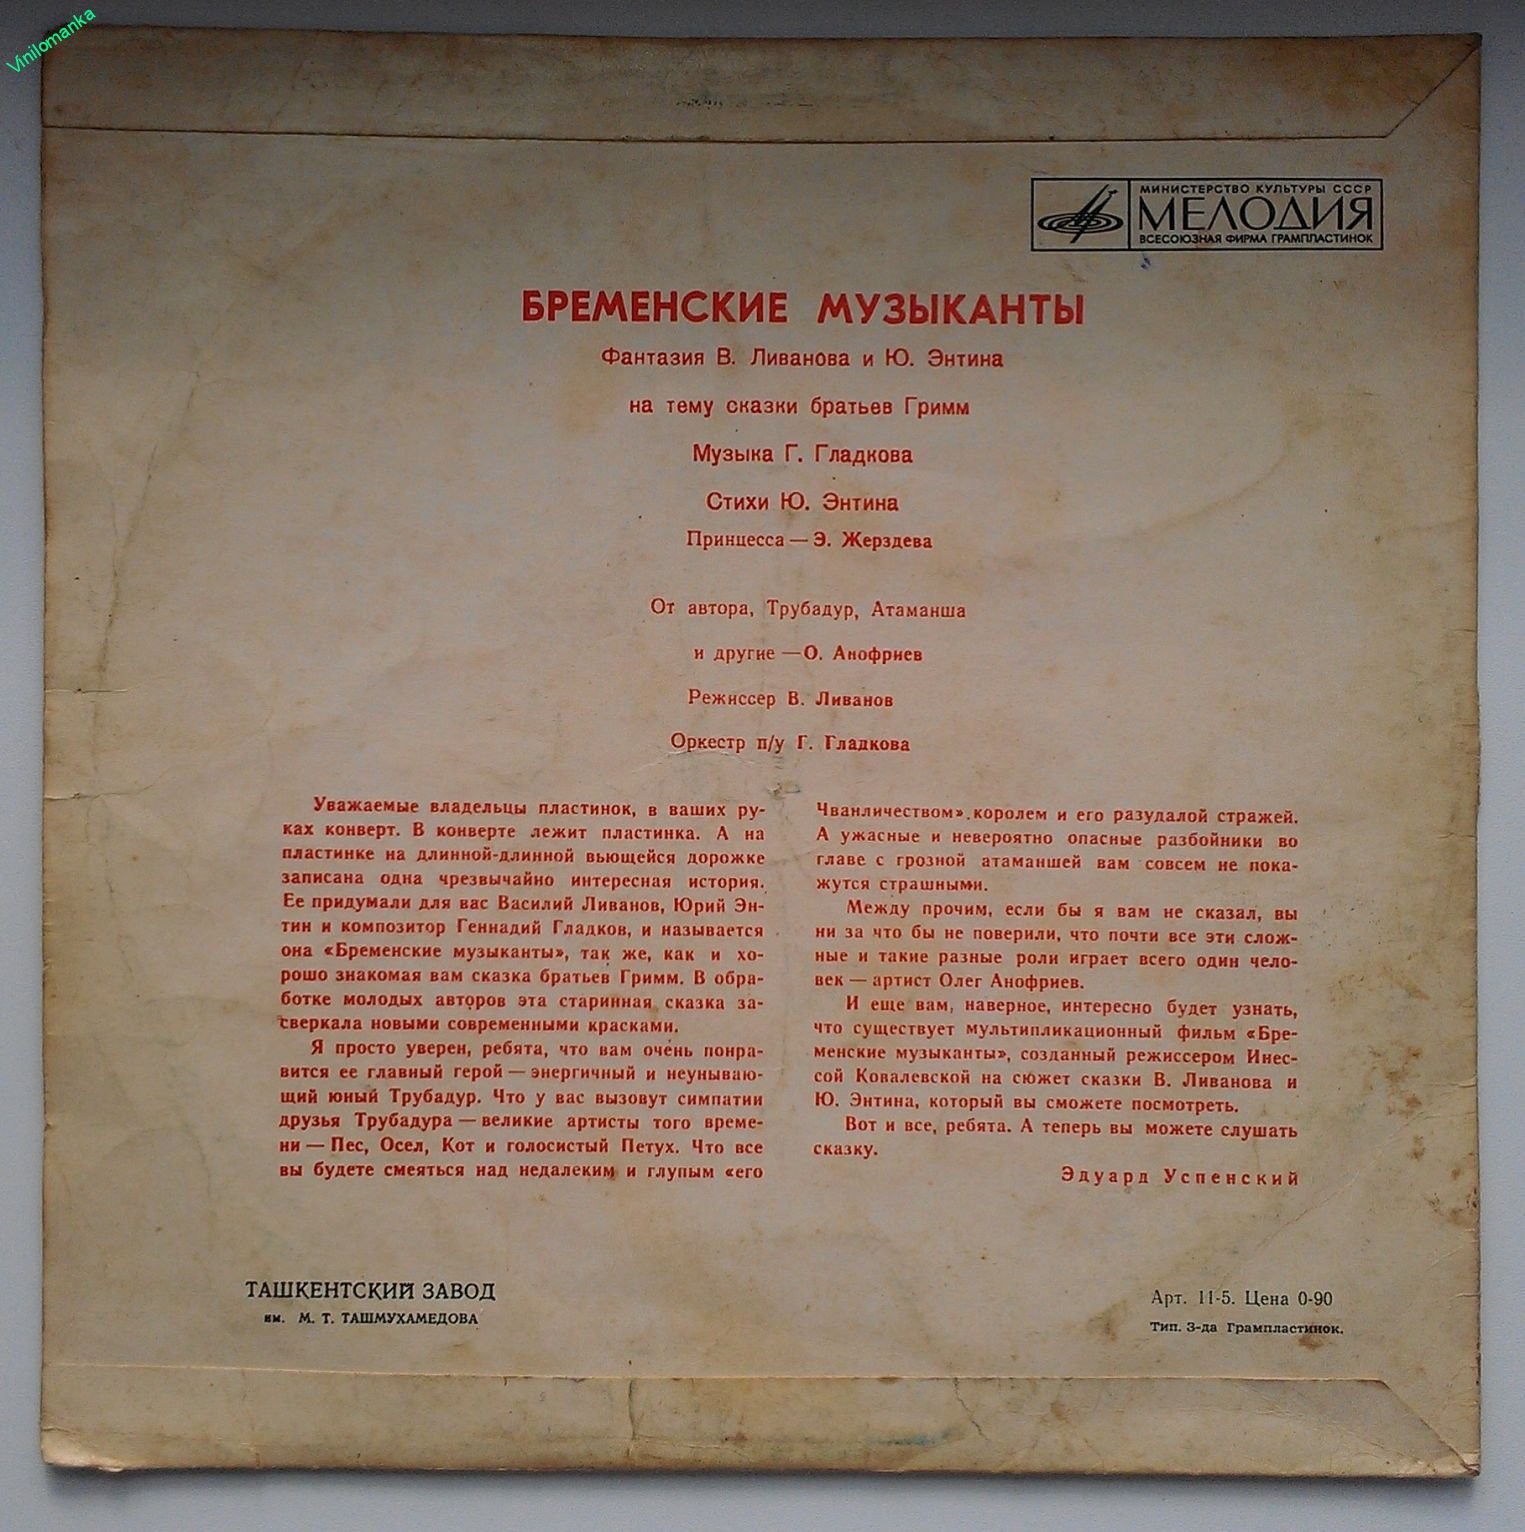 Vinilomanka
МИНИСТЕРСТВО КУЛЬТУРЫ СССР
МЕЛОДИЯ
ВСЕСОЮЗНАЯ ФИРМА ГРАМПЛАСТИНОК
БРЕМЕНСКИЕ МУЗЫКАНТЫ
Фантазия В. Ливанова и Ю. Энтина
на тему сказки братьев Гримм
Музыка Г. Гладкова
Стихи Ю. Энтина
Принцесса — Э. Жерздева
От автора, Трубадур, Атаманша
и другие — О. Анофриев
Режиссер В. Ливанов
Оркестр п/у Г. Гладкова
Уважаемые владельцы пластинок, в ваших ру-
ках конверт. В конверте лежит пластинка. А на
пластинке на длинной-длинной вьющейся дорожке
записана одна чрезвычайно интересная история.
Ее придумали для вас Василий Ливанов, Юрий Эн-
тин и композитор Геннадий Гладков, и называется
она «Бременские музыканты», так же, как и хо-
рошо знакомая вам сказка братьев Гримм. В обра-
ботке молодых авторов эта старинная сказка за-
сверкала новыми современными красками.
Я просто уверен, ребята, что вам очень понра-
вится ее главный герой — энергичный и неунываю-
щий юный Трубадур. Что у вас вызовут симпатии
друзья Трубадура — великие артисты того време-
ни — Пес, Осел, Кот и голосистый Петух. Что все
вы будете смеяться над недалеким и глупым «его
Чванличеством». королем и его разудалой стражей.
А ужасные и невероятно опасные разбойники во
главе с грозной атаманшей вам совсем не пока-
жутся страшными.
Между прочим, если бы я вам не сказал, вы
ни за что бы не поверили, что почти все эти слож-
ные и такие разные роли играет всего один чело-
век — артист Олег Анофриев.
И еще вам, наверное, интересно будет узнать,
что существует мультипликационный фильм «Бре-
менские музыканты», созданный режиссером Инес-
сой Ковалевской на сюжет сказки В. Ливанова и
Ю. Энтина, который вы сможете посмотреть.
Вот и все, ребята. А теперь вы можете слушать
сказку.
Эдуард Успенский
ТАШКЕНТСКИЙ ЗАВОД
им. М. Т. ТАШМУХАМЕДОВА
Арт. 11-5. Цена 0-90
Тип. З-да Грампластинок.